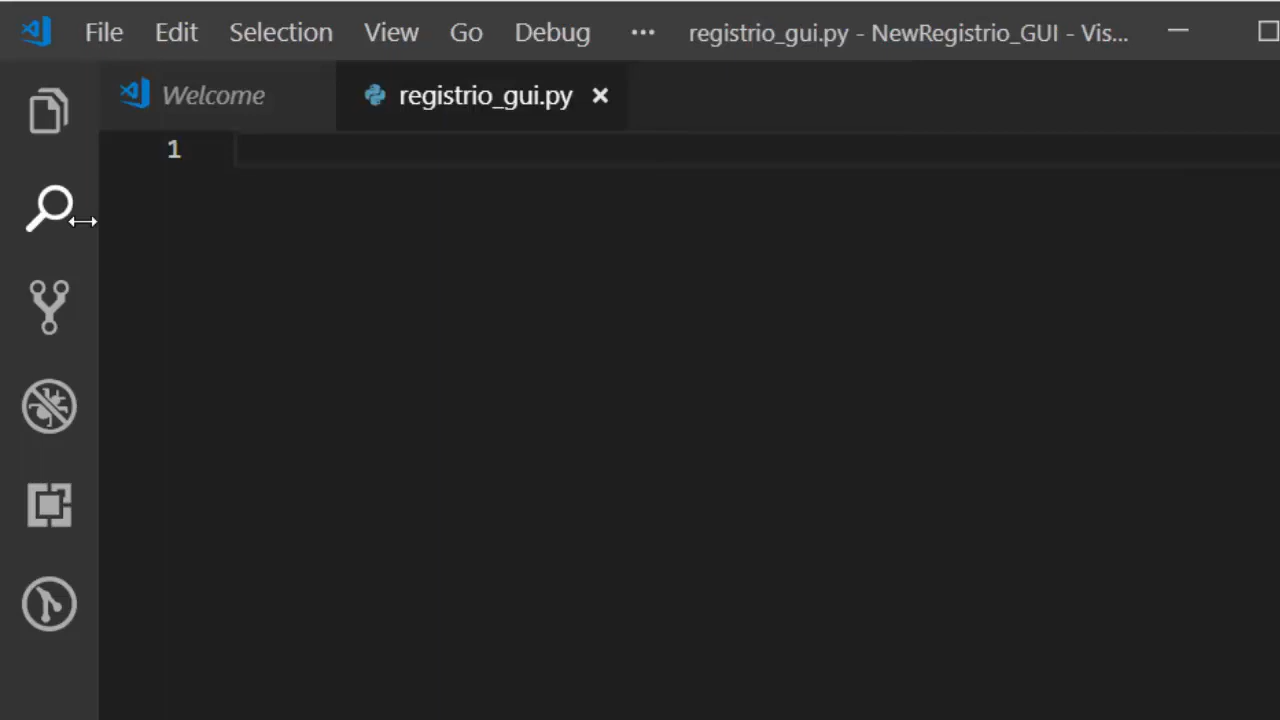 File Edit Selection View Go Debug ··· registrio_gui.py - NewRegistrio_GUI - Vis...
Welcome registrio_gui.py
1